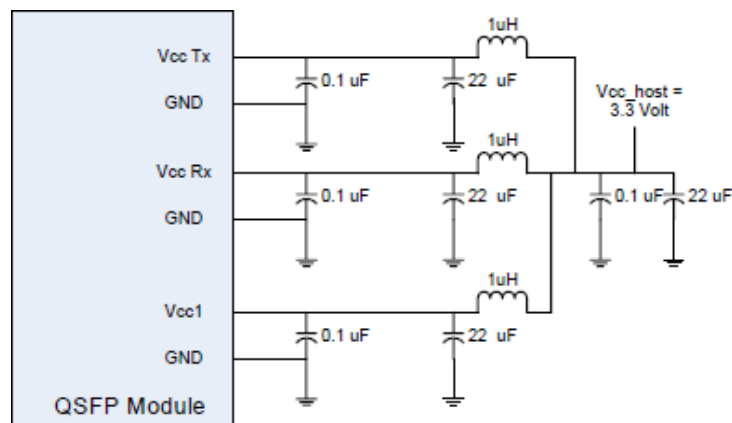 1uH
Vcc Tx
0.1 uF
22 uF
GND
Vcc_host =
3.3 Volt
1uH
Vcc Rx
0.1 uF
22 uF
0.1 uF
22 uF
GND
1uH
Vcc1
0.1 uF
22 uF
GND
QSFP Module